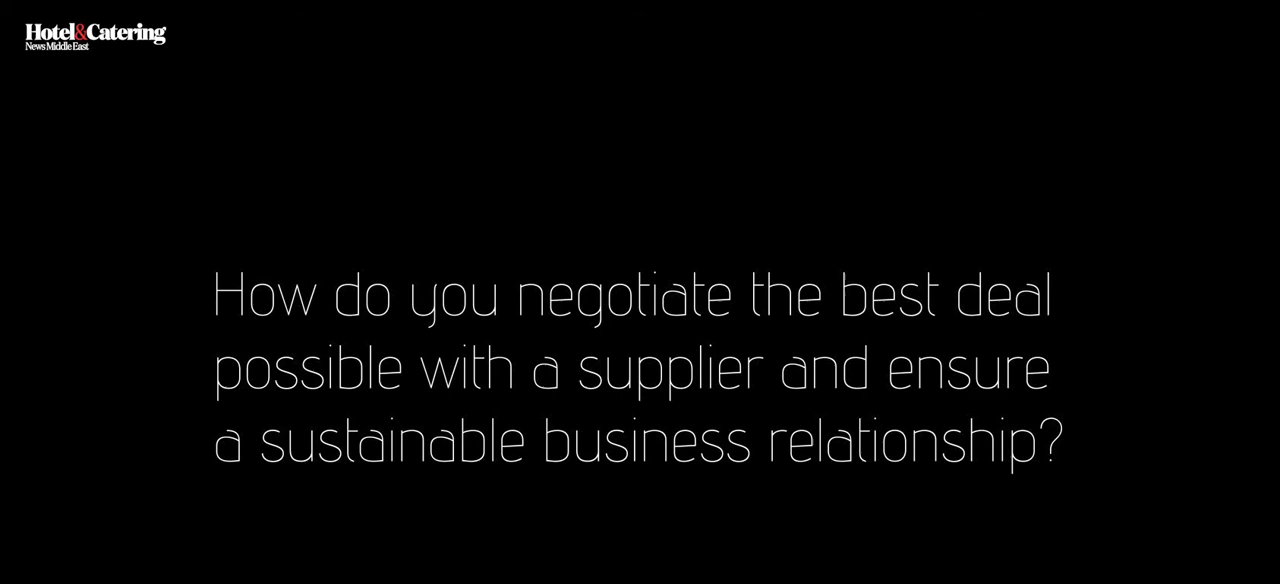 Hotel&Catering
News Middle East
How do you negotiate the best deal
possible with a supplier and ensure
a sustainable business relationship?